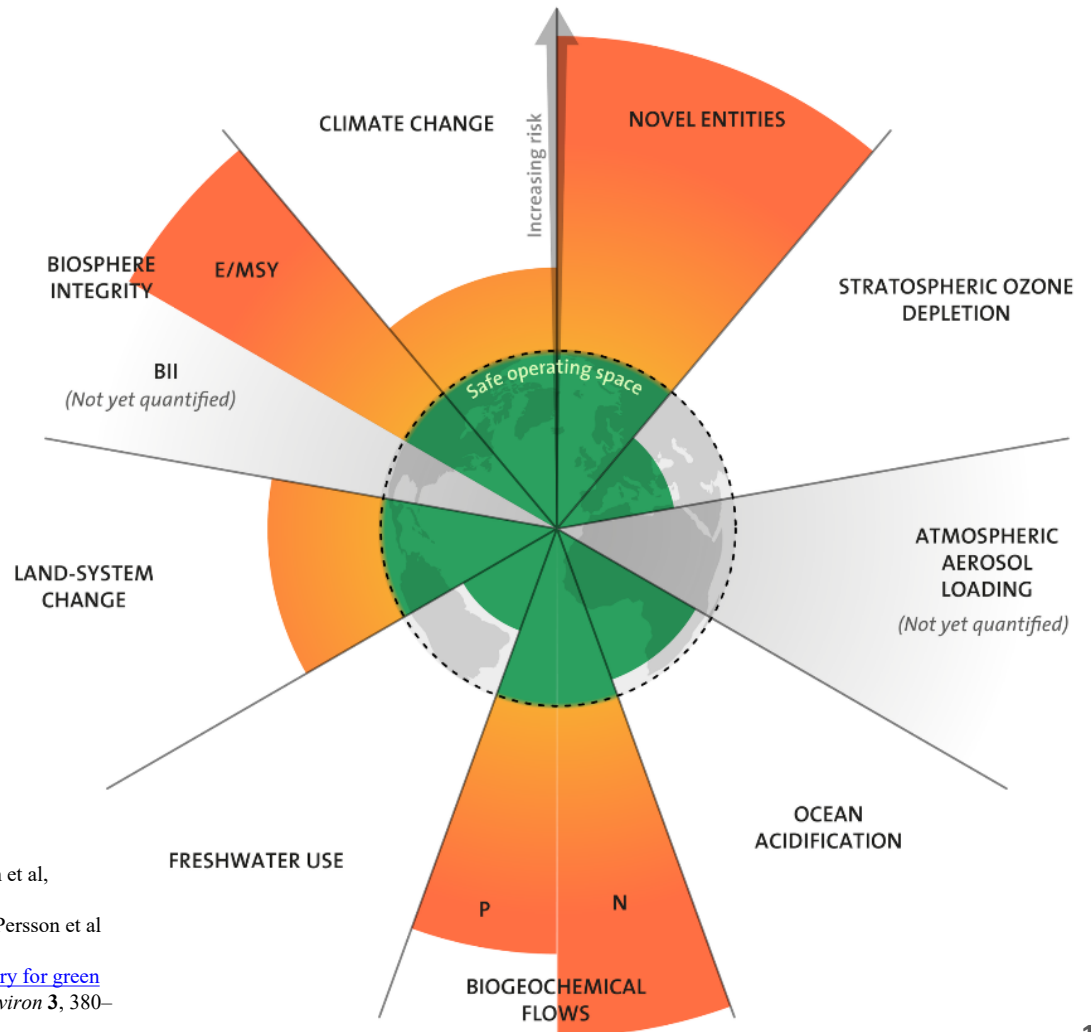 CLIMATE CHANGE
Increasing risk
NOVEL ENTITIES
BIOSPHERE
INTEGRITY
E/MSY
STRATOSPHERIC OZONE
DEPLETION
BII
(Not yet quantified)
Safe operating space
LAND-SYSTEM
CHANGE
ATMOSPHERIC
AEROSOL
LOADING
(Not yet quantified)
OCEAN
ACIDIFICATION
FRESHWATER USE
P
N
BIOGEOCHEMICAL
FLOWS
et al,
Persson et al
ry for green
viron 3, 380–